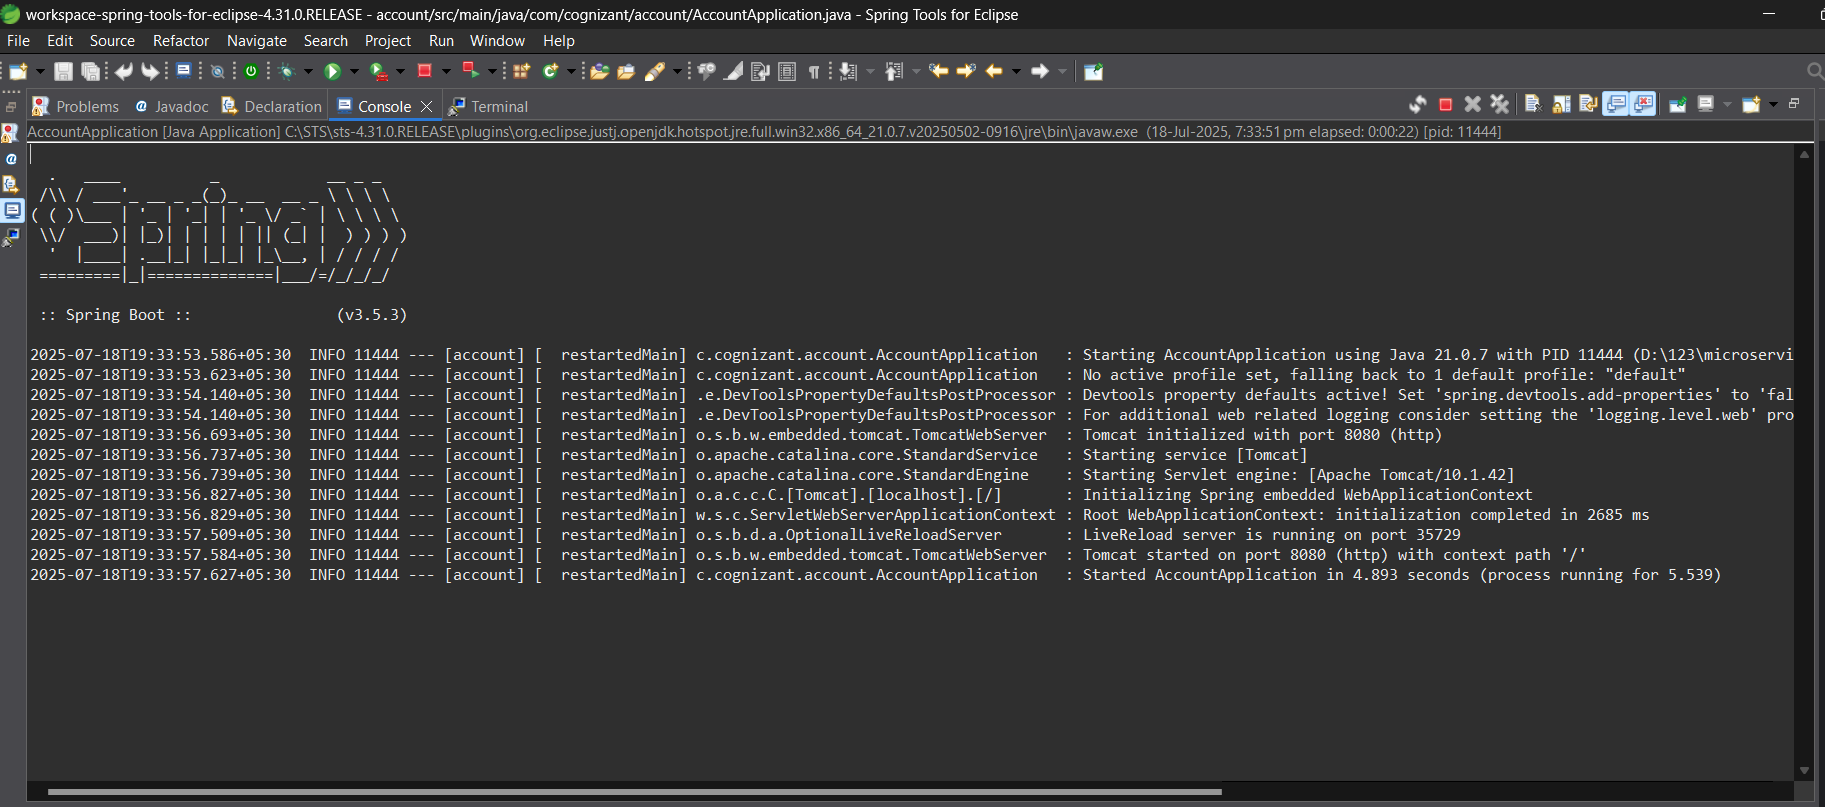 workspace-spring-tools-for-eclipse-4.31.0.RELEASE - account/src/main/java/com/cognizant/account/AccountApplication.java - Spring Tools for Eclipse
File Edit Source Refactor Navigate Search Project Run Window Help
Problems Javadoc Declaration Console Terminal
AccountApplication [Java Application] C:\STS\sts-4.31.0.RELEASE\plugins\org.eclipse.justj.openjdk.hotspot.jre.full.win32.x86_64_21.0.7.v20250502-0916\jre\bin\javaw.exe (18-Jul-2025, 7:33:51 pm elapsed: 0:00:22) [pid: 11444]
  .   ____          _            __ _ _
 /\\ / ___'_ __ _ _(_)_ __  __ _ \ \ \ \
( ( )\___ | '_ | '_| | '_ \/ _` | \ \ \ \
 \\/  ___)| |_)| | | | | || (_| |  ) ) ) )
  '  |____| .__|_| |_|_| |_\__, | / / / /
 =========|_|==============|___/=/_/_/_/
 :: Spring Boot ::                (v3.5.3)
2025-07-18T19:33:53.586+05:30  INFO 11444 --- [account] [  restartedMain] c.cognizant.account.AccountApplication   : Starting AccountApplication using Java 21.0.7 with PID 11444 (D:\123\microservi
2025-07-18T19:33:53.623+05:30  INFO 11444 --- [account] [  restartedMain] c.cognizant.account.AccountApplication   : No active profile set, falling back to 1 default profile: "default"
2025-07-18T19:33:54.140+05:30  INFO 11444 --- [account] [  restartedMain] .e.DevToolsPropertyDefaultsPostProcessor : Devtools property defaults active! Set 'spring.devtools.add-properties' to 'fal
2025-07-18T19:33:54.140+05:30  INFO 11444 --- [account] [  restartedMain] .e.DevToolsPropertyDefaultsPostProcessor : For additional web related logging consider setting the 'logging.level.web' pro
2025-07-18T19:33:56.693+05:30  INFO 11444 --- [account] [  restartedMain] o.s.b.w.embedded.tomcat.TomcatWebServer  : Tomcat initialized with port 8080 (http)
2025-07-18T19:33:56.737+05:30  INFO 11444 --- [account] [  restartedMain] o.apache.catalina.core.StandardService   : Starting service [Tomcat]
2025-07-18T19:33:56.739+05:30  INFO 11444 --- [account] [  restartedMain] o.apache.catalina.core.StandardEngine    : Starting Servlet engine: [Apache Tomcat/10.1.42]
2025-07-18T19:33:56.827+05:30  INFO 11444 --- [account] [  restartedMain] o.a.c.c.C.[Tomcat].[localhost].[/]       : Initializing Spring embedded WebApplicationContext
2025-07-18T19:33:56.829+05:30  INFO 11444 --- [account] [  restartedMain] w.s.c.ServletWebServerApplicationContext : Root WebApplicationContext: initialization completed in 2685 ms
2025-07-18T19:33:57.509+05:30  INFO 11444 --- [account] [  restartedMain] o.s.b.d.a.OptionalLiveReloadServer       : LiveReload server is running on port 35729
2025-07-18T19:33:57.584+05:30  INFO 11444 --- [account] [  restartedMain] o.s.b.w.embedded.tomcat.TomcatWebServer  : Tomcat started on port 8080 (http) with context path '/'
2025-07-18T19:33:57.627+05:30  INFO 11444 --- [account] [  restartedMain] c.cognizant.account.AccountApplication   : Started AccountApplication in 4.893 seconds (process running for 5.539)